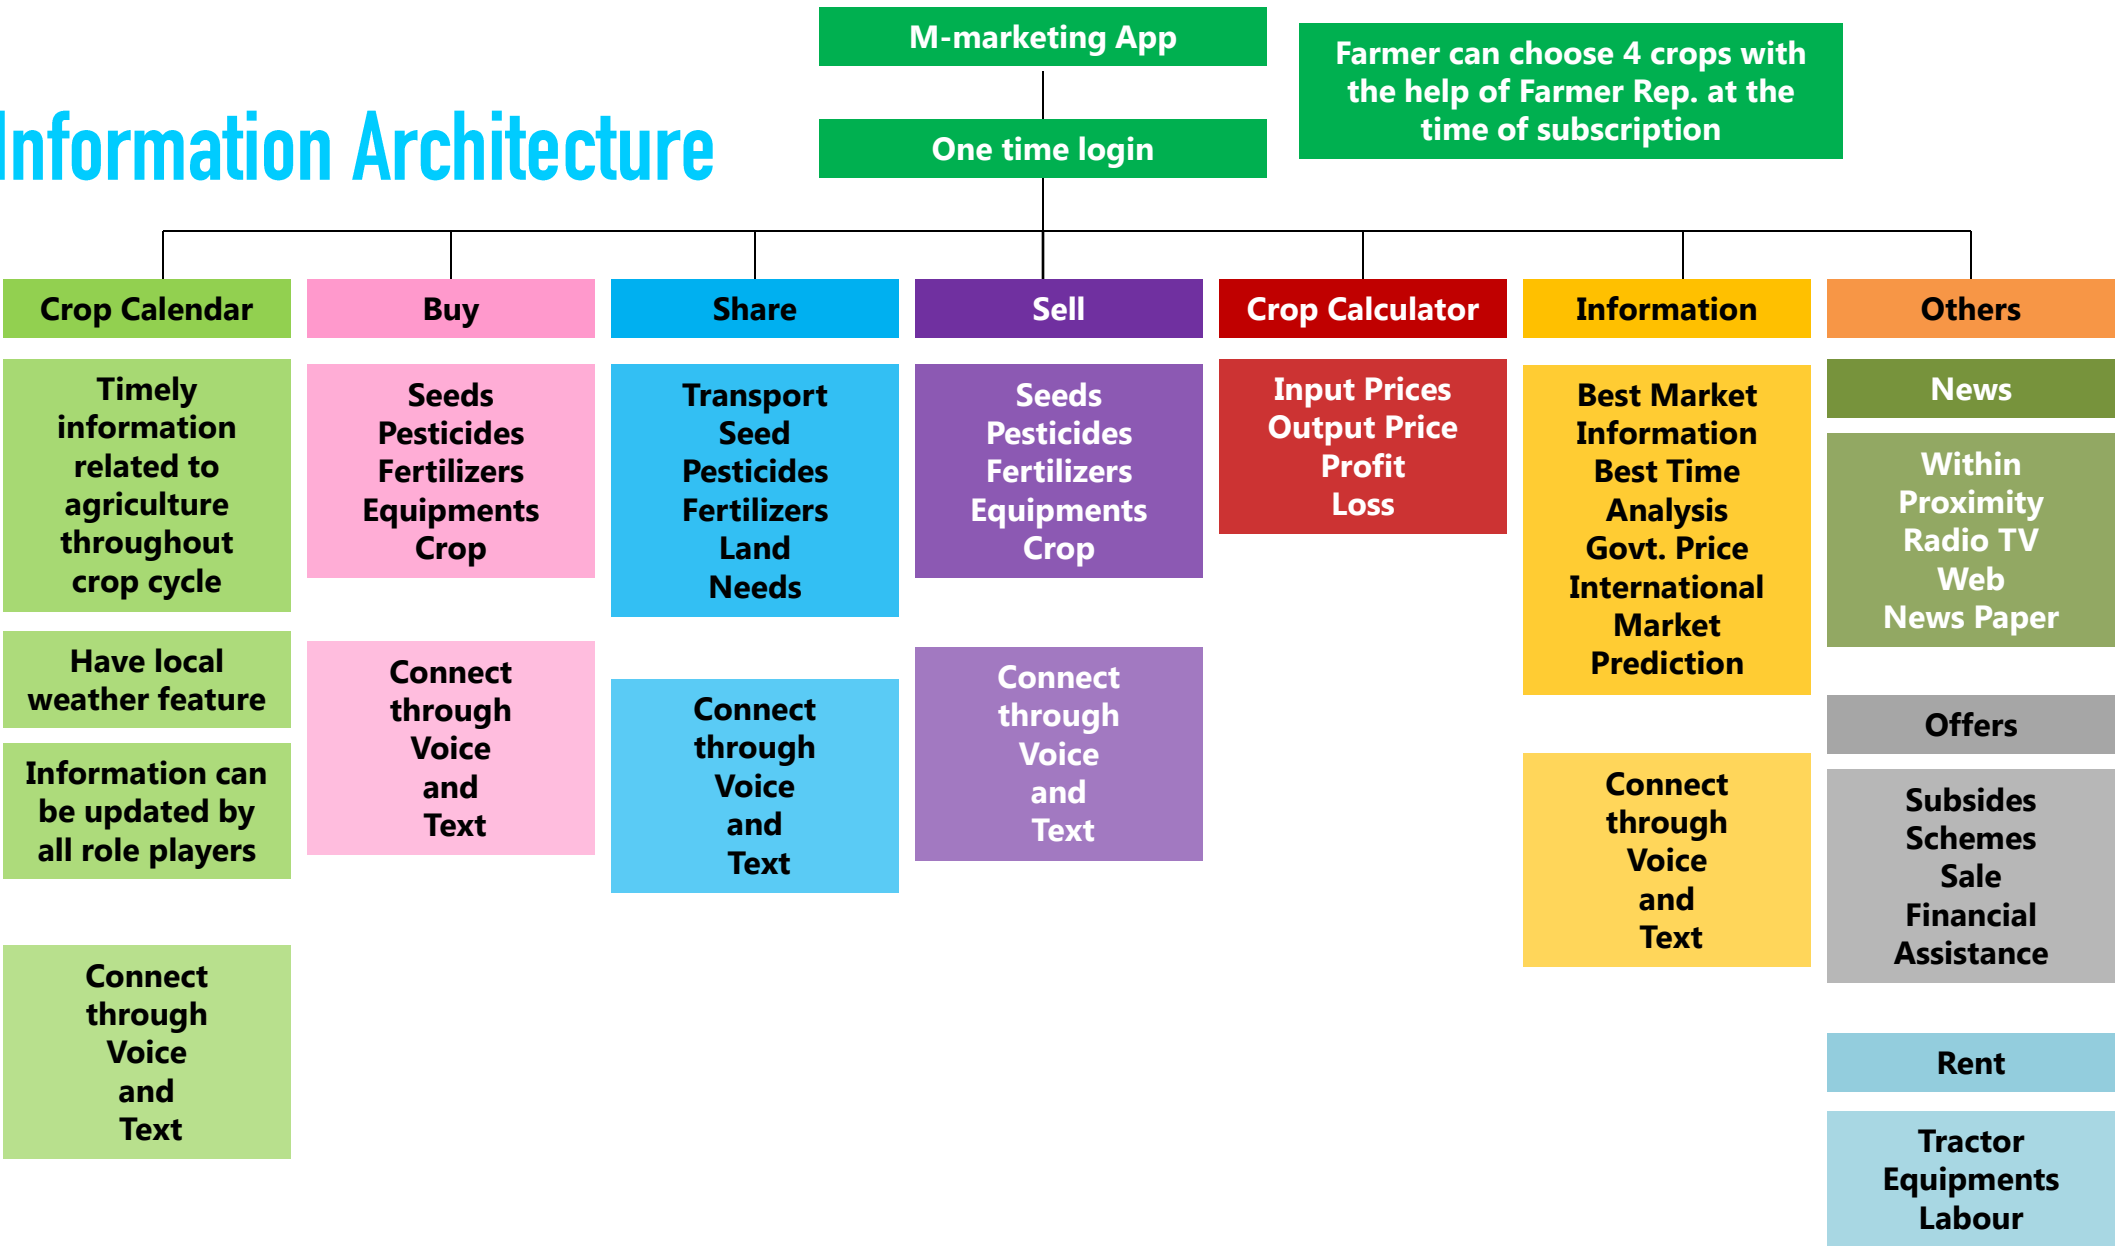 M-marketing App
Farmer can choose 4 crops with
the help of Farmer Rep. at the
time of subscription
Information Architecture
One time login
Crop Calendar
Timely
information
related to
agriculture
throughout
crop cycle
Have local
weather feature
Information can
be updated by
all role players
Connect
through
Voice
and
Text
Buy
Seeds
Pesticides
Fertilizers
Equipments
Crop
Connect
through
Voice
and
Text
Share
Transport
Seed
Pesticides
Fertilizers
Land
Needs
Connect
through
Voice
and
Text
Sell
Seeds
Pesticides
Fertilizers
Equipments
Crop
Connect
through
Voice
and
Text
Crop Calculator
Input Prices
Output Price
Profit
Loss
Information
Best Market
Information
Best Time
Analysis
Govt. Price
International
Market
Prediction
Connect
through
Voice
and
Text
Others
News
Within
Proximity
Radio TV
Web
News Paper
Offers
Subsides
Schemes
Sale
Financial
Assistance
Rent
Tractor
Equipments
Labour